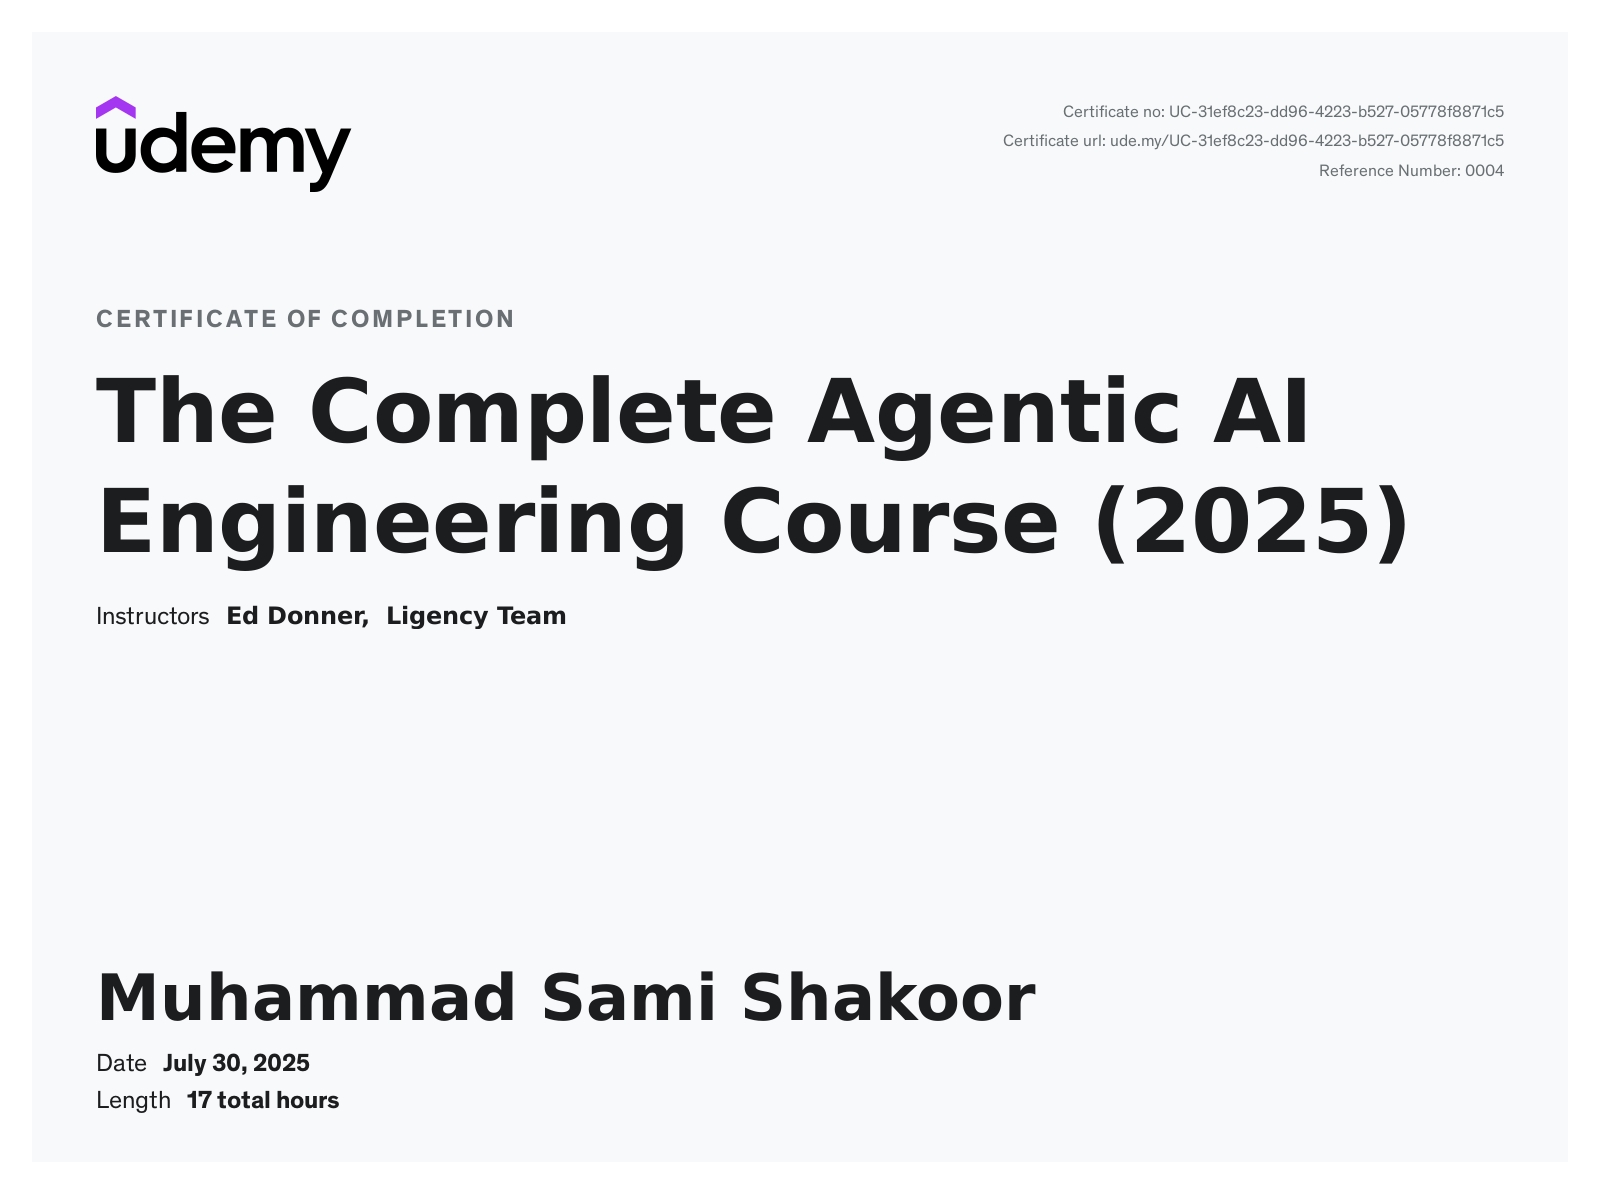 udemy
Certificate no: UC-31ef8c23-dd96-4223-b527-05778f8871c5
Certificate url: ude.my/UC-31ef8c23-dd96-4223-b527-05778f8871c5
Reference Number: 0004
CERTIFICATE OF COMPLETION
The Complete Agentic AI
Engineering Course (2025)
Instructors Ed Donner, Ligency Team
Muhammad Sami Shakoor
Date July 30, 2025
Length 17 total hours